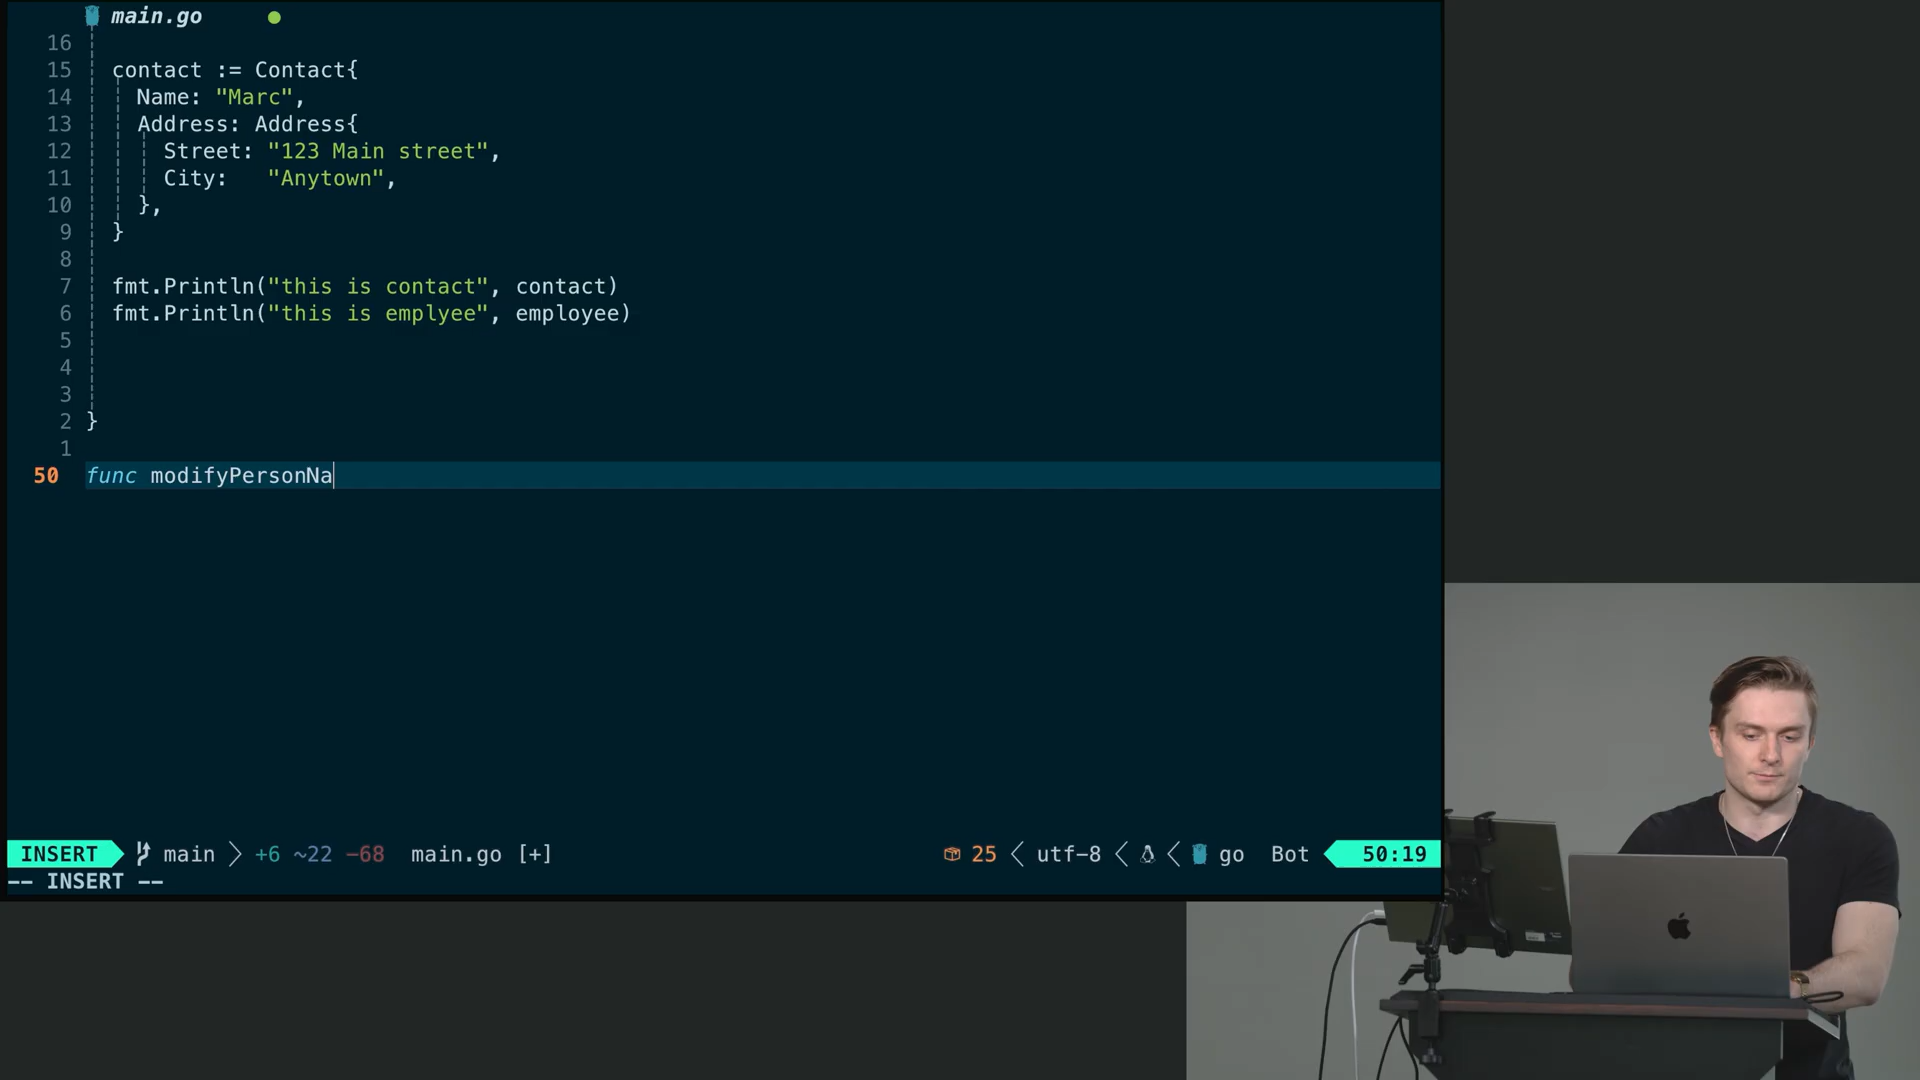 main.go
16
15 contact := Contact{
14 Name: "Marc",
13 Address: Address{
12 Street: "123 Main street",
11 City: "Anytown",
10 },
9 }
8
7 fmt.Println("this is contact", contact)
6 fmt.Println("this is emplyee", employee)
5
4
3
2 }
1
50 func modifyPersonNa
INSERT main +6 ~22 -68 main.go [+] 25 utf-8 go Bot 50:19
-- INSERT --